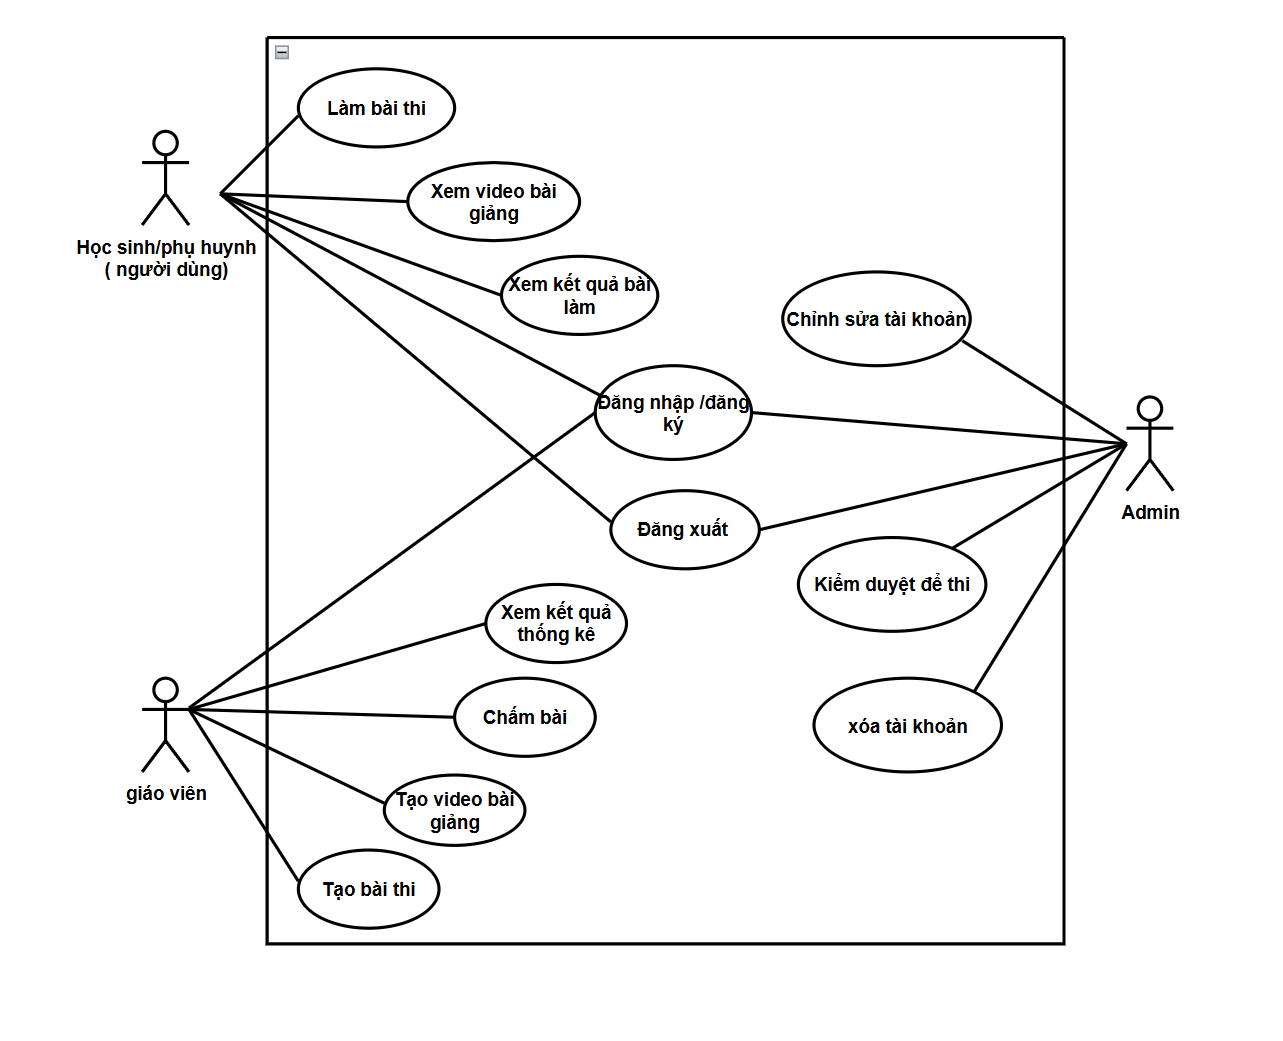 Làm bài thi
Xem video bài
giảng
Học sinh/phụ huynh
( người dùng)
Xem kết quả bài
làm
Chỉnh sửa tài khoản
Đăng nhập /đăng
ký
Admin
Đăng xuất
Kiểm duyệt để thi
Xem kết quả
thống kê
Chấm bài
xóa tài khoản
giáo viên
Tạo video bài
giảng
Tạo bài thi